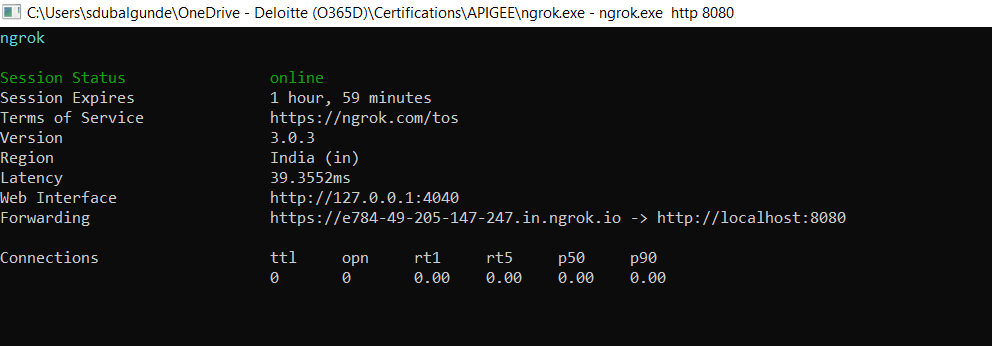 C:\Users\sdubalgunde\OneDrive - Deloitte (O365D)\Certifications\APIGEE\ngrok.exe - ngrok.exe  http 8080
ngrok
Session Status online
Session Expires 1 hour, 59 minutes
Terms of Service https://ngrok.com/tos
Version 3.0.3
Region India (in)
Latency 39.3552ms
Web Interface http://127.0.0.1:4040
Forwarding https://e784-49-205-147-247.in.ngrok.io -> http://localhost:8080
Connections ttl opn rt1 rt5 p50 p90
0 0 0.00 0.00 0.00 0.00